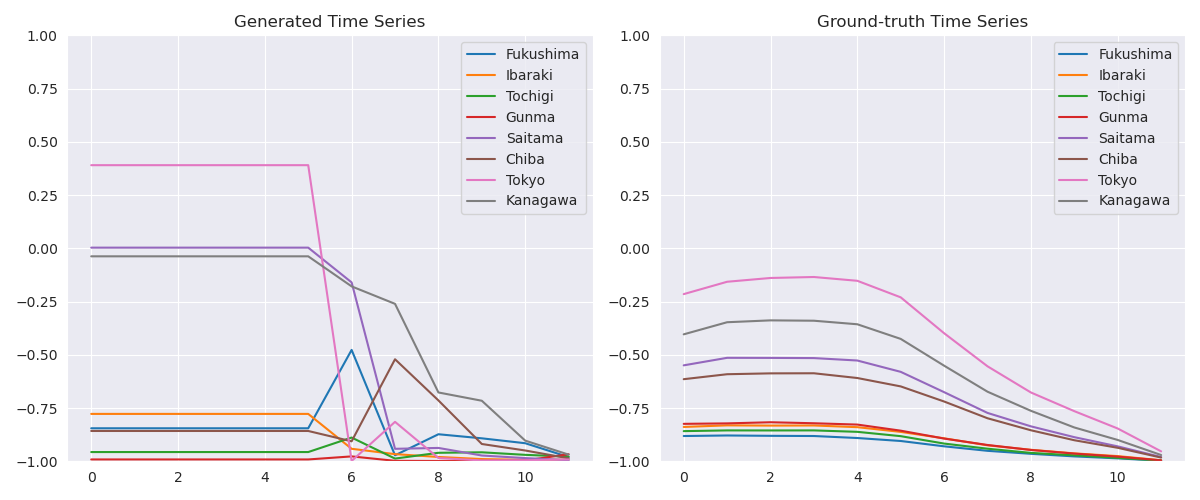 Generated Time Series
Ground-truth Time Series
1.00
0.75
0.50
0.25
0.00
−0.25
−0.50
−0.75
−1.00
0 2 4 6 8 10
Fukushima
Ibaraki
Tochigi
Gunma
Saitama
Chiba
Tokyo
Kanagawa
1.00
0.75
0.50
0.25
0.00
−0.25
−0.50
−0.75
−1.00
0 2 4 6 8 10
Fukushima
Ibaraki
Tochigi
Gunma
Saitama
Chiba
Tokyo
Kanagawa